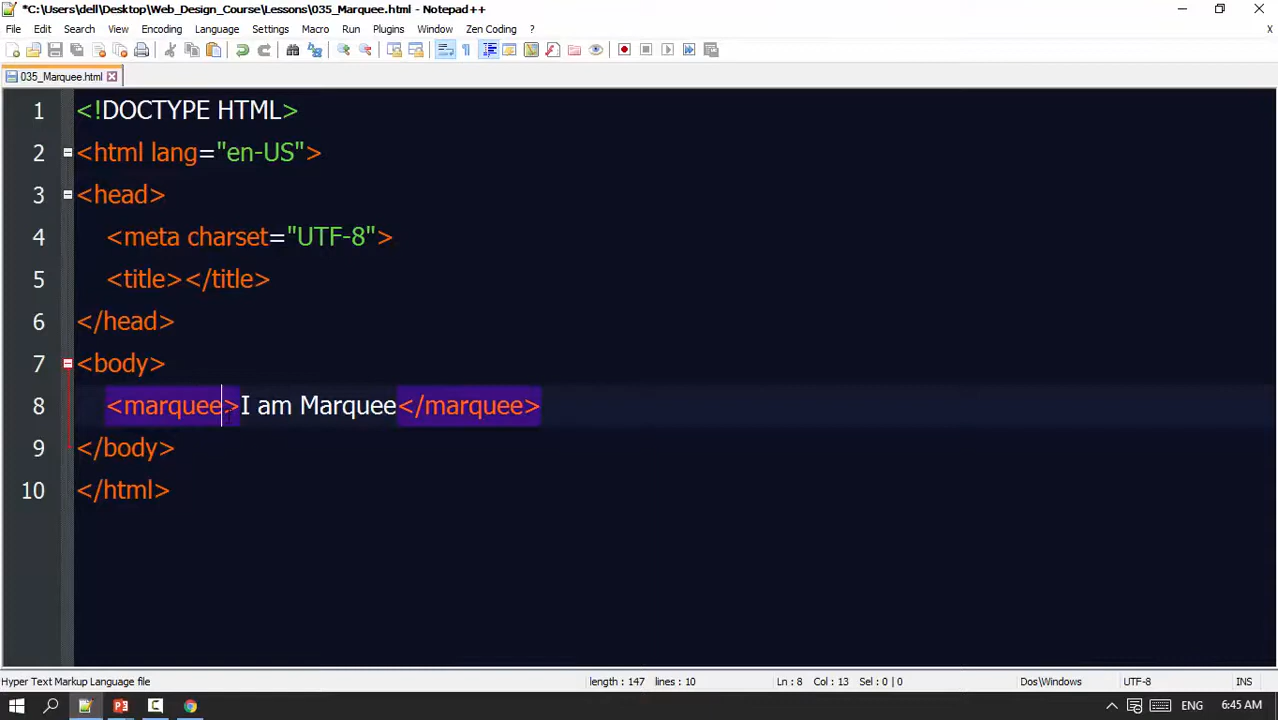 *C:\Users\dell\Desktop\Web_Design_Course\Lessons\035_Marquee.html - Notepad++
File Edit Search View Encoding Language Settings Macro Run Plugins Window Zen Coding ? X
035_Marquee.html
1 <!DOCTYPE HTML>
2 <html lang="en-US">
3 <head>
4 <meta charset="UTF-8">
5 <title></title>
6 </head>
7 <body>
8 <marquee>I am Marquee</marquee>
9 </body>
10 </html>
Hyper Text Markup Language file length : 147 lines : 10 Ln : 8 Col : 13 Sel : 0 | 0 Dos\Windows UTF-8 INS
ENG 6:45 AM